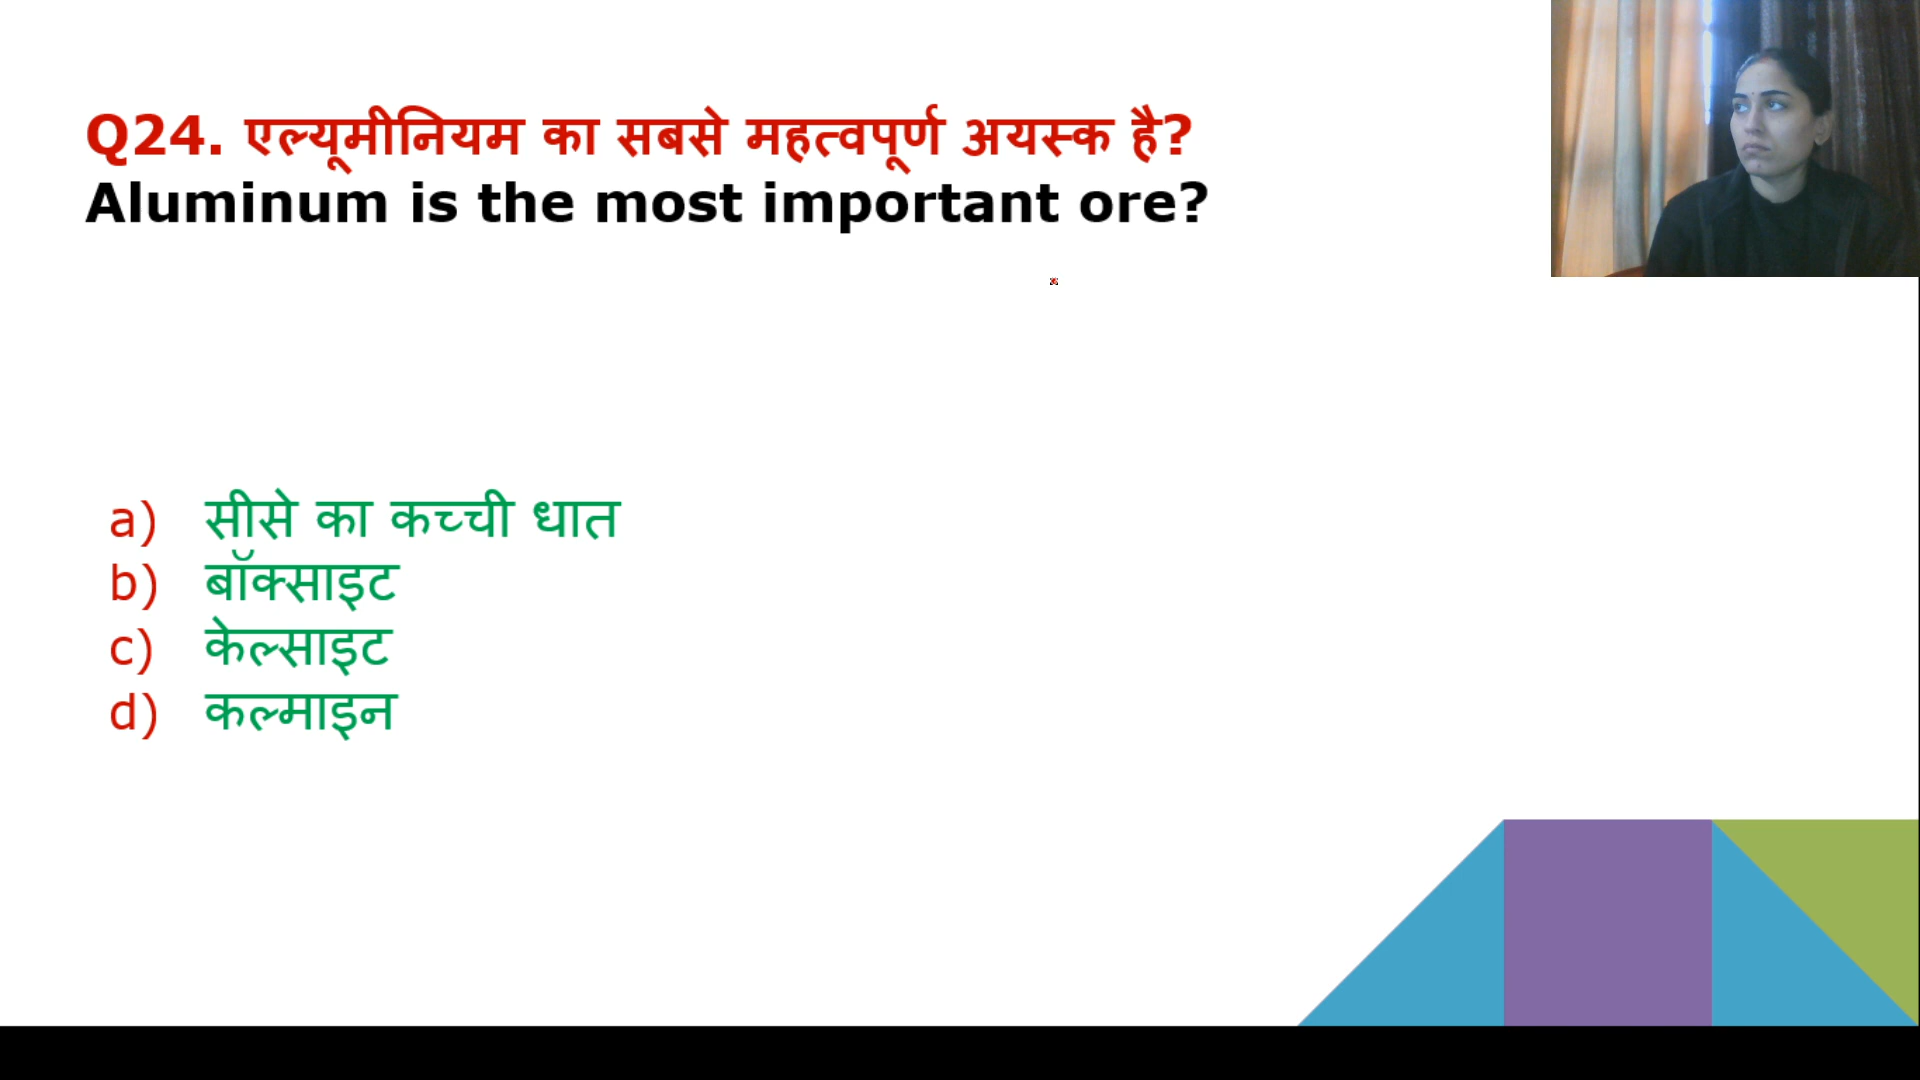 Q24. एल्यूमीनियम का सबसे महत्वपूर्ण अयस्क है?
Aluminum is the most important ore?
a) सीसे का कच्ची धात
b) बॉक्साइट
c) केल्साइट
d) कल्माइन